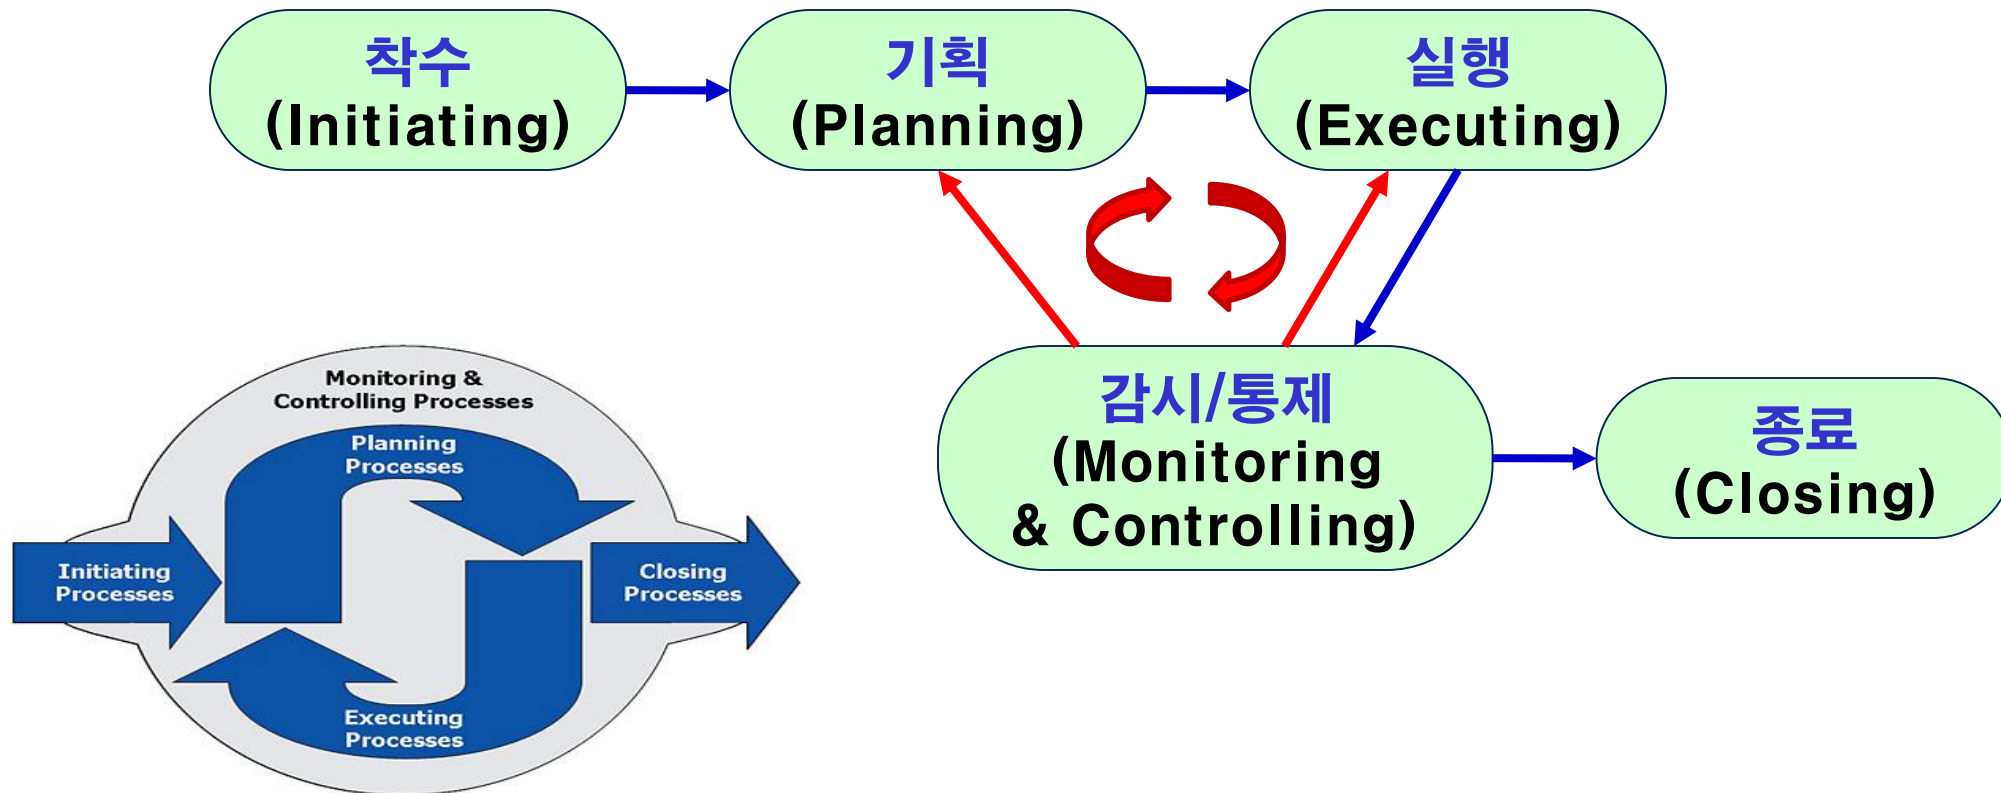 착수
(Initiating)
기획
(Planning)
실행
(Executing)
감시/통제
(Monitoring
& Controlling)
종료
(Closing)
Monitoring &
Controlling Processes
Planning
Processes
Initiating
Processes
Closing
Processes
Executing
Processes